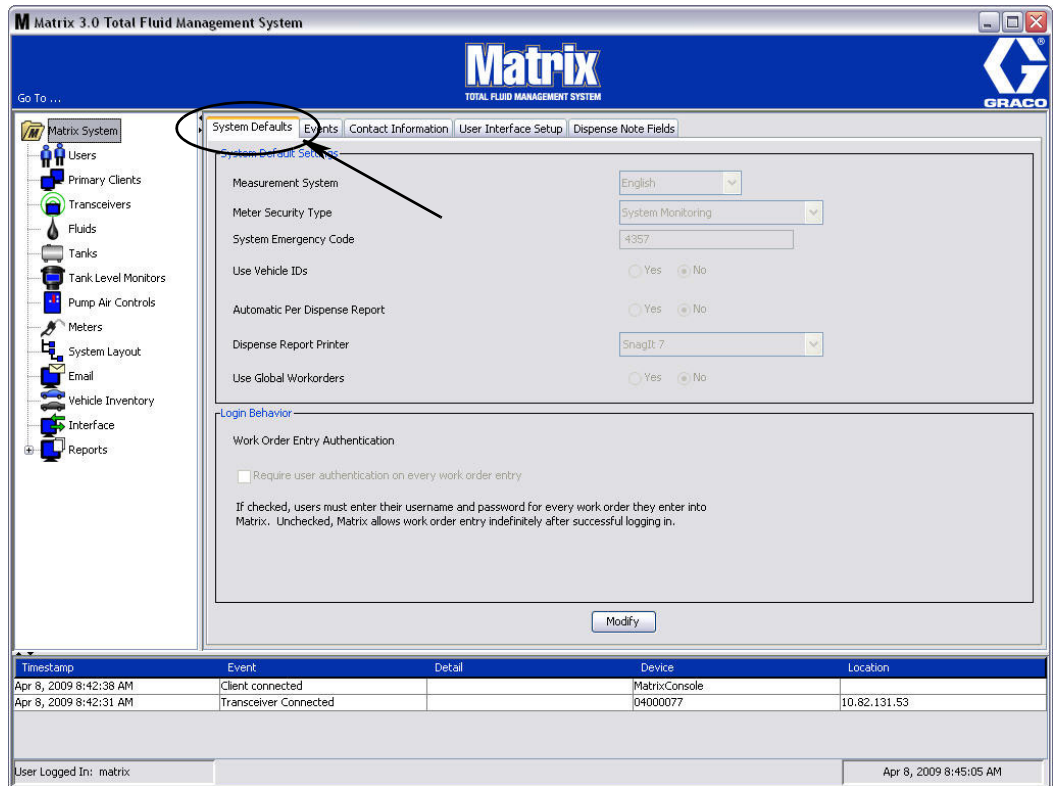 Matrix 3.0 Total Fluid Management System
Matrix
TOTAL FLUID MANAGEMENT SYSTEM
Go To ...
GRACO
Matrix System
Users
Primary Clients
Transceivers
Fluids
Tanks
Tank Level Monitors
Pump Air Controls
Meters
System Layout
Email
Vehicle Inventory
Interface
Reports
System Defaults Events Contact Information User Interface Setup Dispense Note Fields
System Default Settings
Measurement System English
Meter Security Type System Monitoring
System Emergency Code 4357
Use Vehicle IDs Yes No
Automatic Per Dispense Report Yes No
Dispense Report Printer SnagIt 7
Use Global Workorders Yes No
Login Behavior
Work Order Entry Authentication
Require user authentication on every work order entry
If checked, users must enter their username and password for every work order they enter into
Matrix. Unchecked, Matrix allows work order entry indefinitely after successful logging in.
Modify
Timestamp Event Detail Device Location
Apr 8, 2009 8:42:38 AM Client connected MatrixConsole
Apr 8, 2009 8:42:31 AM Transceiver Connected 04000077 10.82.131.53
User Logged In: matrix Apr 8, 2009 8:45:05 AM